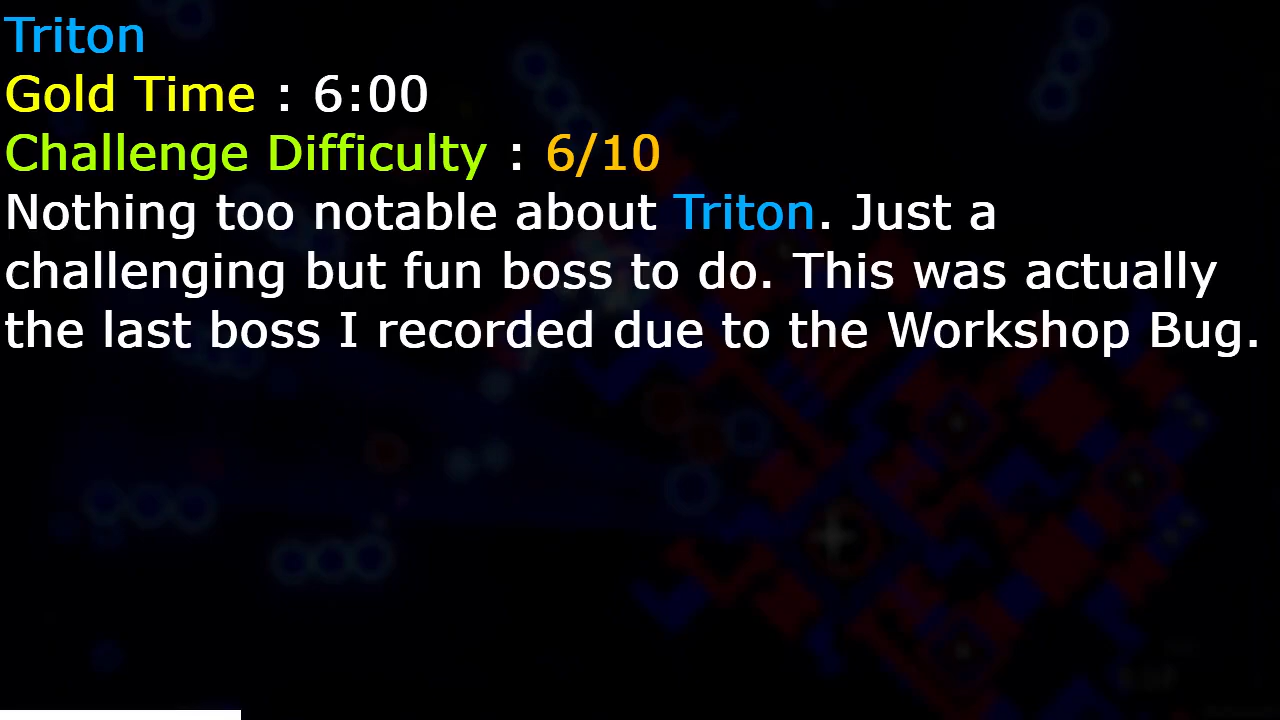 Triton
Gold Time : 6:00
Challenge Difficulty : 6/10
Nothing too notable about Triton. Just a
challenging but fun boss to do. This was actually
the last boss I recorded due to the Workshop Bug.